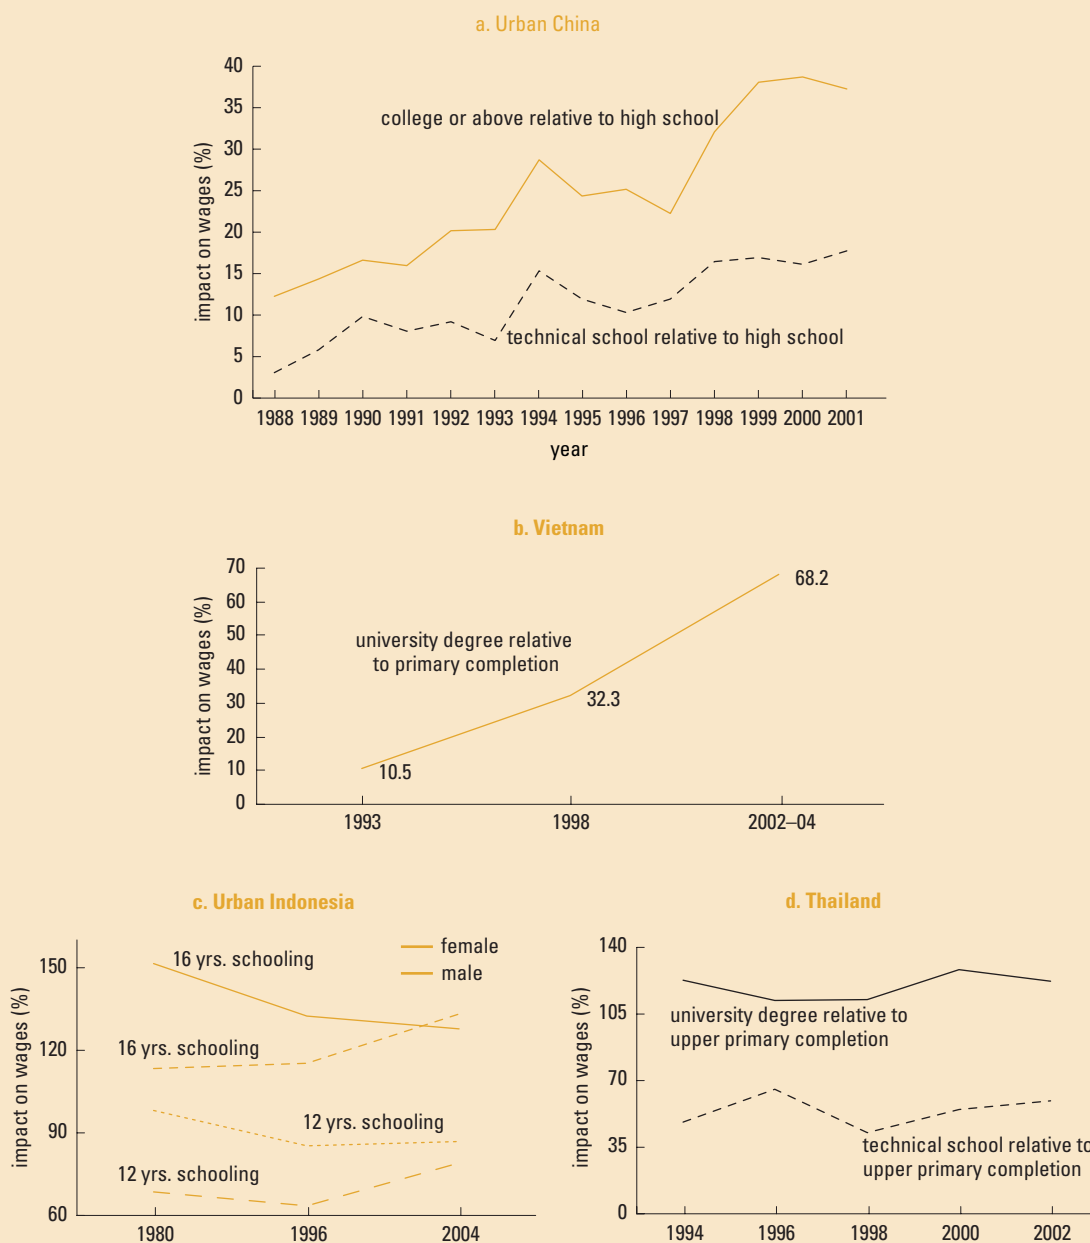 a. Urban China
impact on wages (%)
40
35
30
25
20
15
10
5
0
college or above relative to high school
technical school relative to high school
1988 1989 1990 1991 1992 1993 1994 1995 1996 1997 1998 1999 2000 2001
year
b. Vietnam
impact on wages (%)
70
60
50
40
30
20
10
0
university degree relative
to primary completion
68.2
32.3
10.5
1993 1998 2002–04
c. Urban Indonesia
impact on wages (%)
150
120
90
60
female
male
16 yrs. schooling
16 yrs. schooling
12 yrs. schooling
12 yrs. schooling
1980 1996 2004
d. Thailand
impact on wages (%)
140
105
70
35
0
university degree relative to
upper primary completion
technical school relative to
upper primary completion
1994 1996 1998 2000 2002